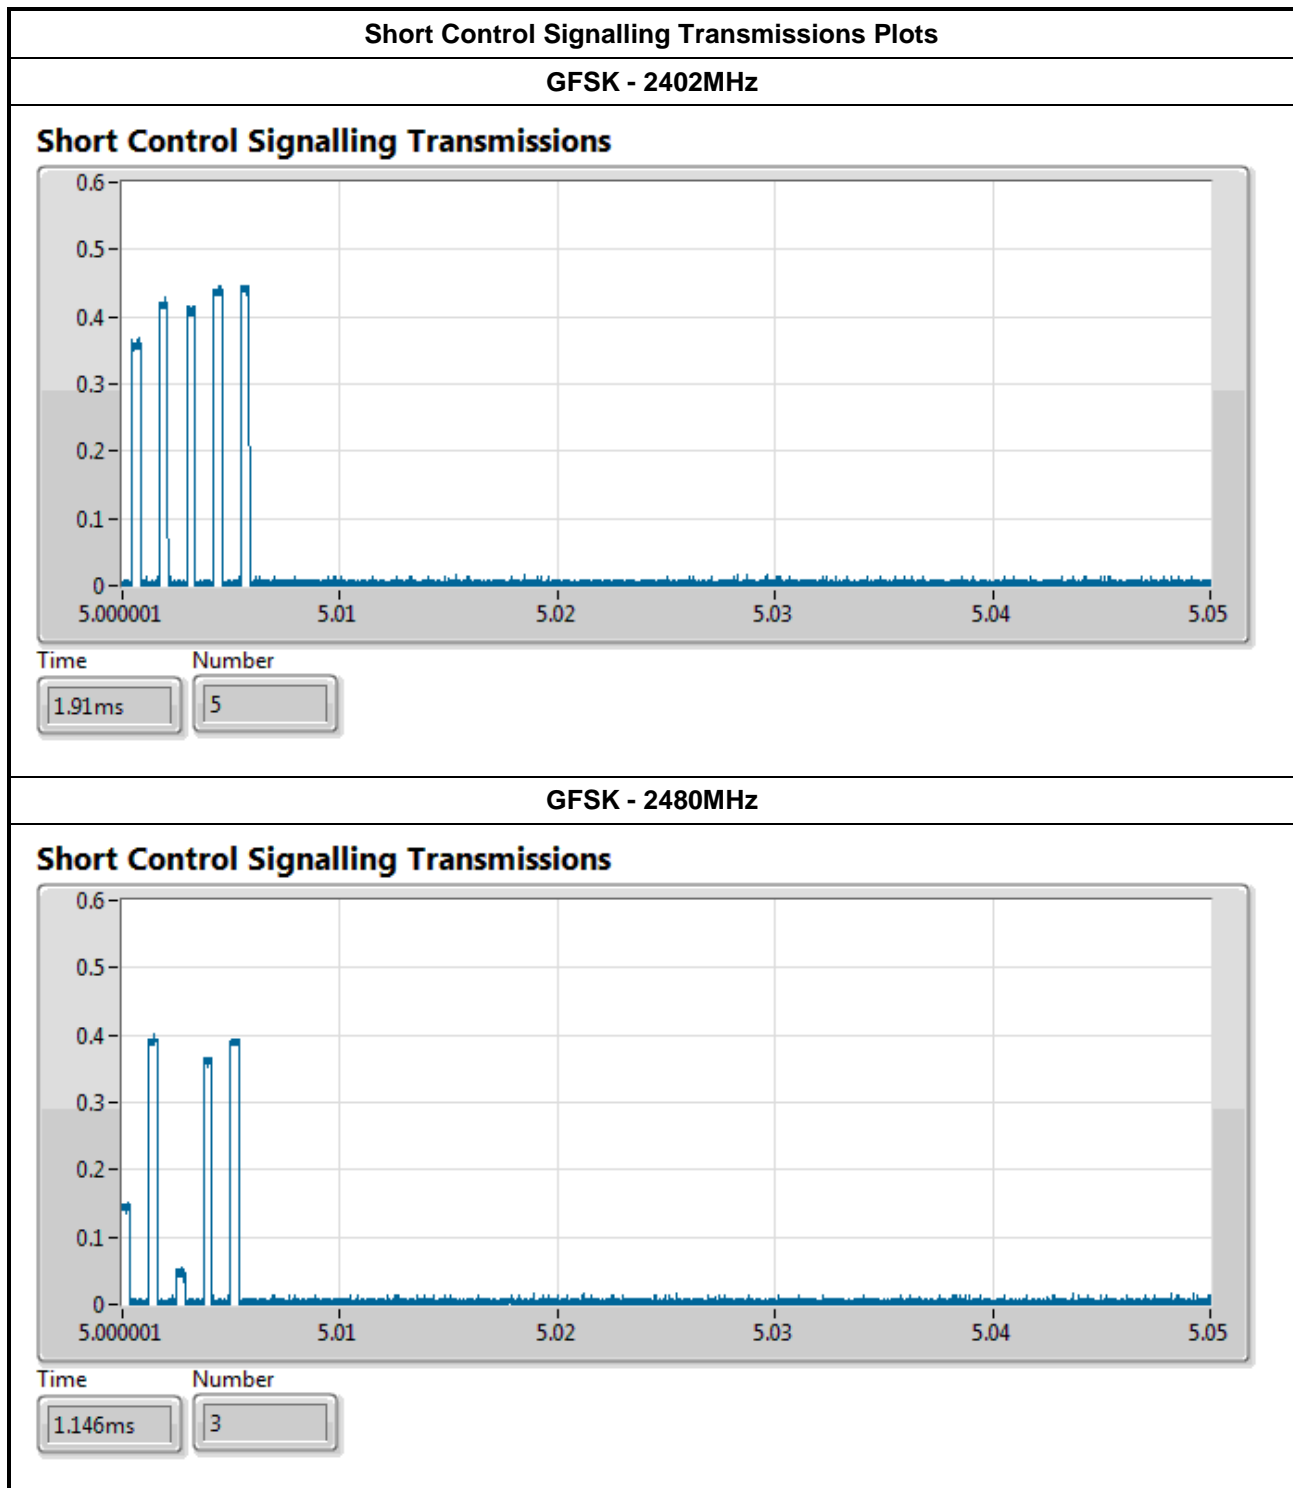 Short Control Signalling Transmissions Plots
GFSK - 2402MHz
Short Control Signalling Transmissions
0.6
0.5
0.4
0.3
0.2
0.1
0
5.000001 5.01 5.02 5.03 5.04 5.05
Time Number
1.91ms 5
GFSK - 2480MHz
Short Control Signalling Transmissions
0.6
0.5
0.4
0.3
0.2
0.1
0
5.000001 5.01 5.02 5.03 5.04 5.05
Time Number
1.146ms 3